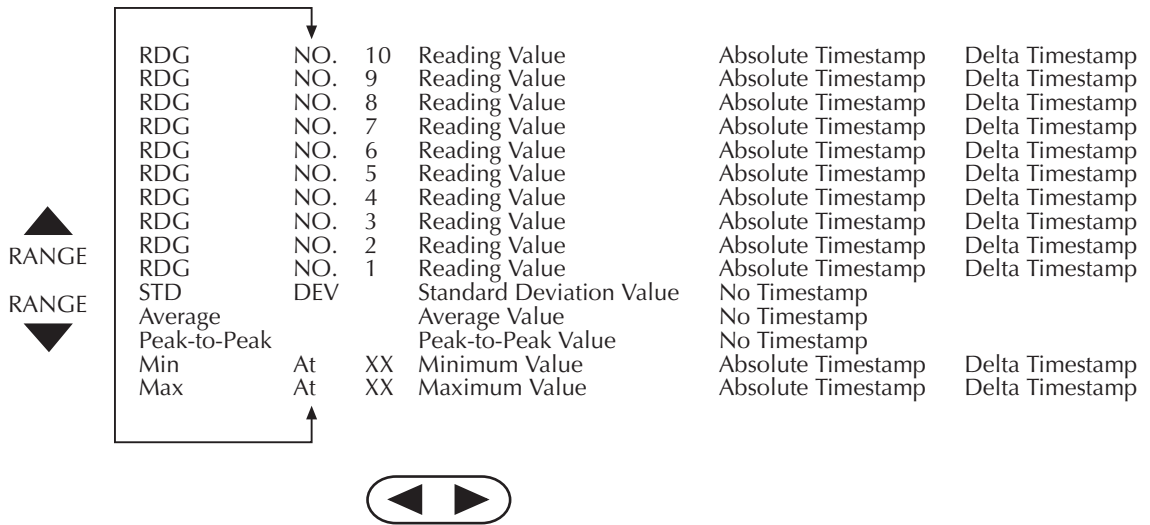 RDG NO. 10 Reading Value Absolute Timestamp Delta Timestamp
RDG NO. 9 Reading Value Absolute Timestamp Delta Timestamp
RDG NO. 8 Reading Value Absolute Timestamp Delta Timestamp
RDG NO. 7 Reading Value Absolute Timestamp Delta Timestamp
RDG NO. 6 Reading Value Absolute Timestamp Delta Timestamp
RDG NO. 5 Reading Value Absolute Timestamp Delta Timestamp
RDG NO. 4 Reading Value Absolute Timestamp Delta Timestamp
RDG NO. 3 Reading Value Absolute Timestamp Delta Timestamp
RANGE
RDG NO. 2 Reading Value Absolute Timestamp Delta Timestamp
RDG NO. 1 Reading Value Absolute Timestamp Delta Timestamp
STD DEV Standard Deviation Value No Timestamp
RANGE
Average Average Value No Timestamp
Peak-to-Peak Peak-to-Peak Value No Timestamp
Min At XX Minimum Value Absolute Timestamp Delta Timestamp
Max At XX Maximum Value Absolute Timestamp Delta Timestamp